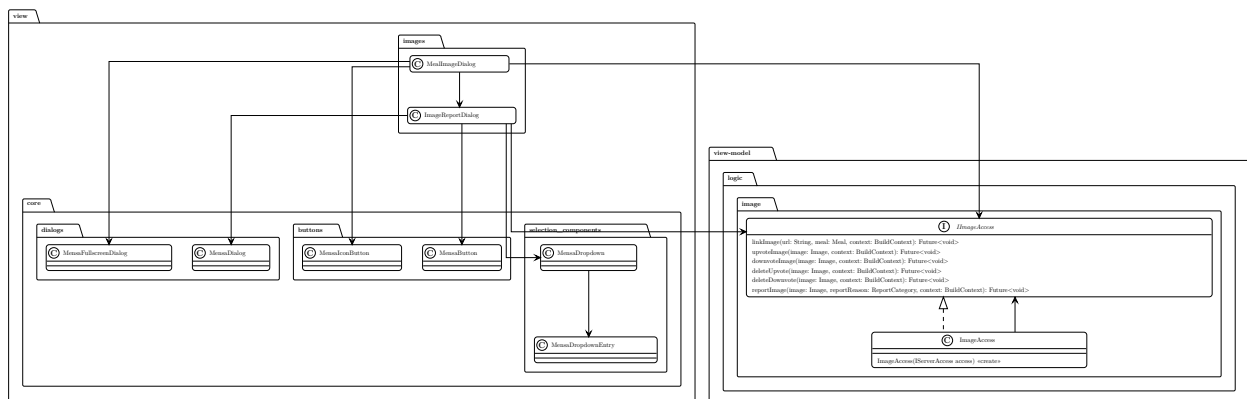 view
images
C MealImageDialog
C ImageReportDialog
view-model
logic
core
image
dialogs
buttons
selection_components
I IImageAccess
C MensaFullscreenDialog
C MensaDialog
C MensaIconButton
C MensaButton
C MensaDropdown
linkImage(url: String, meal: Meal, context: BuildContext): Future<void>
upvoteImage(image: Image, context: BuildContext): Future<void>
downvoteImage(image: Image, context: BuildContext): Future<void>
deleteUpvote(image: Image, context: BuildContext): Future<void>
deleteDownvote(image: Image, context: BuildContext): Future<void>
reportImage(image: Image, reportReason: ReportCategory, context: BuildContext): Future<void>
C MensaDropdownEntry
C ImageAccess
ImageAccess(IServerAccess access) «create»